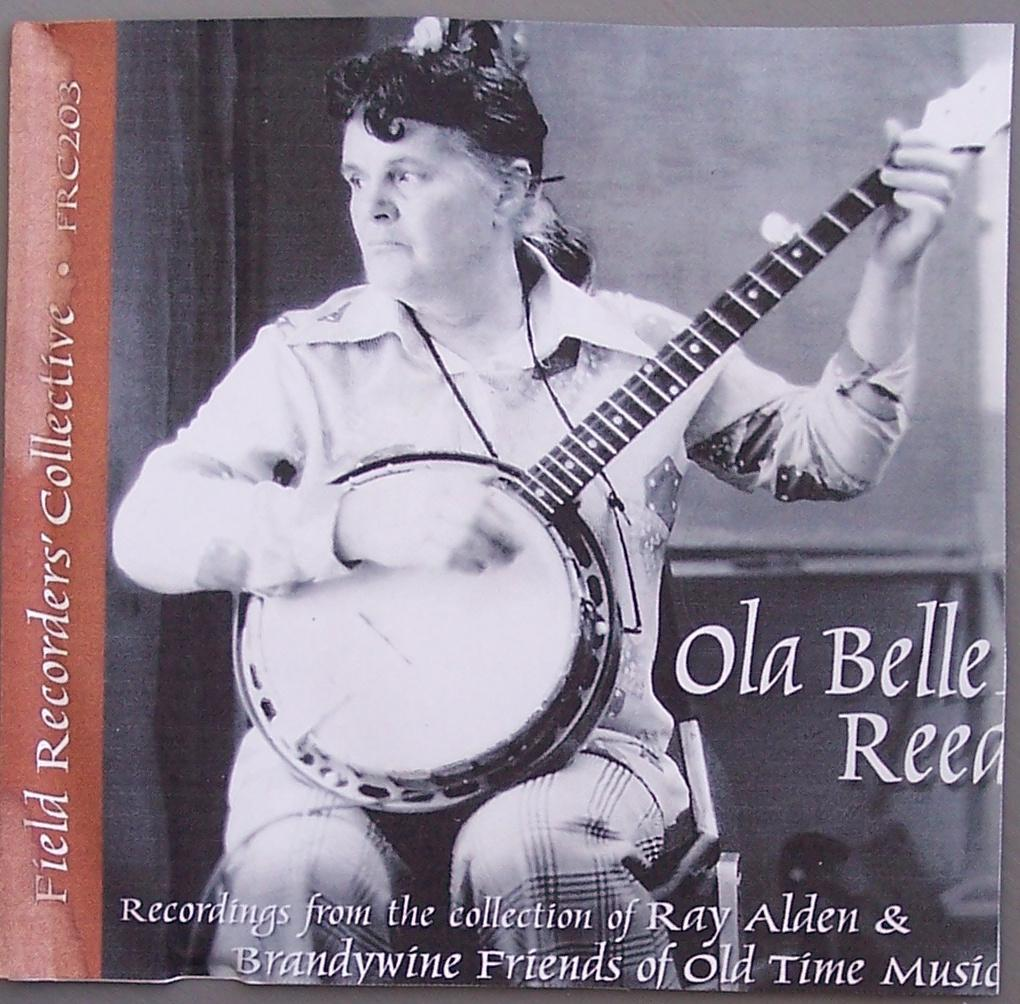 Field Recorders' Collective • FRC203
Ola Belle
Reed
Recordings from the collection of Ray Alden &
Brandywine Friends of Old Time Music